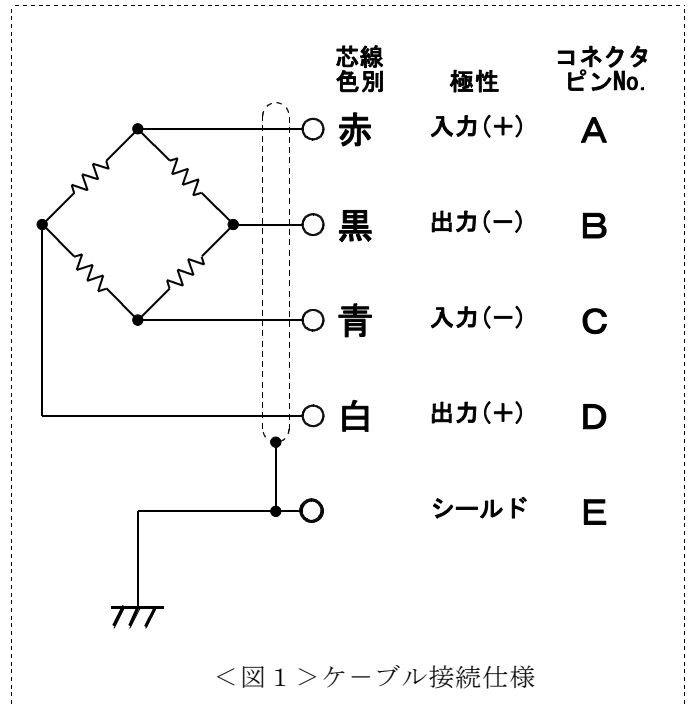 芯線 コネクタ
色別 極性 ピンNo.
赤 入力(+) A
黒 出力(−) B
青 入力(−) C
白 出力(+) D
シールド E
<図1>ケーブル接続仕様